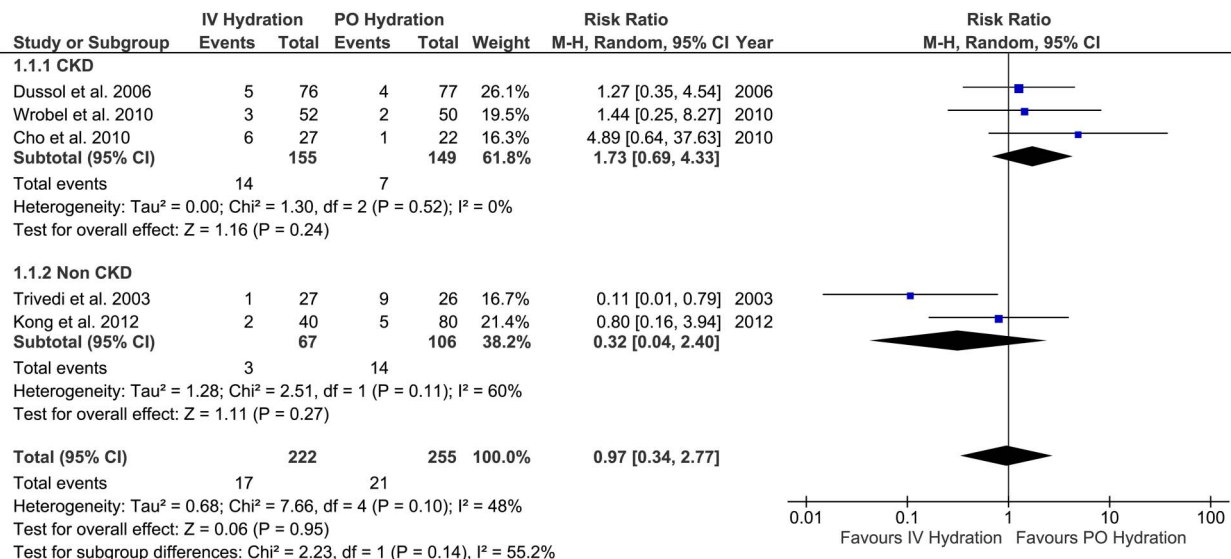 IV Hydration PO Hydration Risk Ratio Risk Ratio
Study or Subgroup Events Total Events Total Weight M-H, Random, 95% CI Year M-H, Random, 95% CI
1.1.1 CKD
Dussol et al. 2006 5 76 4 77 26.1% 1.27 [0.35, 4.54] 2006
Wrobel et al. 2010 3 52 2 50 19.5% 1.44 [0.25, 8.27] 2010
Cho et al. 2010 6 27 1 22 16.3% 4.89 [0.64, 37.63] 2010
Subtotal (95% CI) 155 149 61.8% 1.73 [0.69, 4.33]
Total events 14 7
Heterogeneity: Tau² = 0.00; Chi² = 1.30, df = 2 (P = 0.52); I² = 0%
Test for overall effect: Z = 1.16 (P = 0.24)
1.1.2 Non CKD
Trivedi et al. 2003 1 27 9 26 16.7% 0.11 [0.01, 0.79] 2003
Kong et al. 2012 2 40 5 80 21.4% 0.80 [0.16, 3.94] 2012
Subtotal (95% CI) 67 106 38.2% 0.32 [0.04, 2.40]
Total events 3 14
Heterogeneity: Tau² = 1.28; Chi² = 2.51, df = 1 (P = 0.11); I² = 60%
Test for overall effect: Z = 1.11 (P = 0.27)
Total (95% CI) 222 255 100.0% 0.97 [0.34, 2.77]
Total events 17 21
Heterogeneity: Tau² = 0.68; Chi² = 7.66, df = 4 (P = 0.10); I² = 48%
Test for overall effect: Z = 0.06 (P = 0.95)
Test for subgroup differences: Chi² = 2.23, df = 1 (P = 0.14), I² = 55.2%
0.01 0.1 1 10 100
Favours IV Hydration Favours PO Hydration